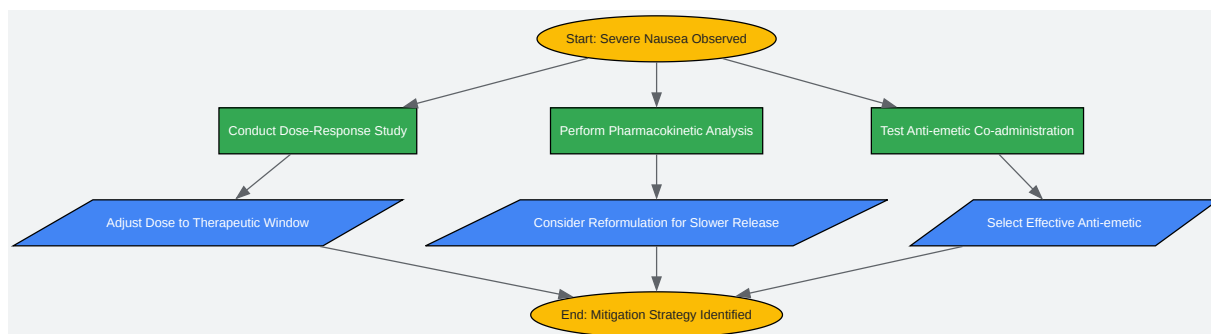 Start: Severe Nausea Observed
Conduct Dose-Response Study
Perform Pharmacokinetic Analysis
Test Anti-emetic Co-administration
Adjust Dose to Therapeutic Window
Consider Reformulation for Slower Release
Select Effective Anti-emetic
End: Mitigation Strategy Identified